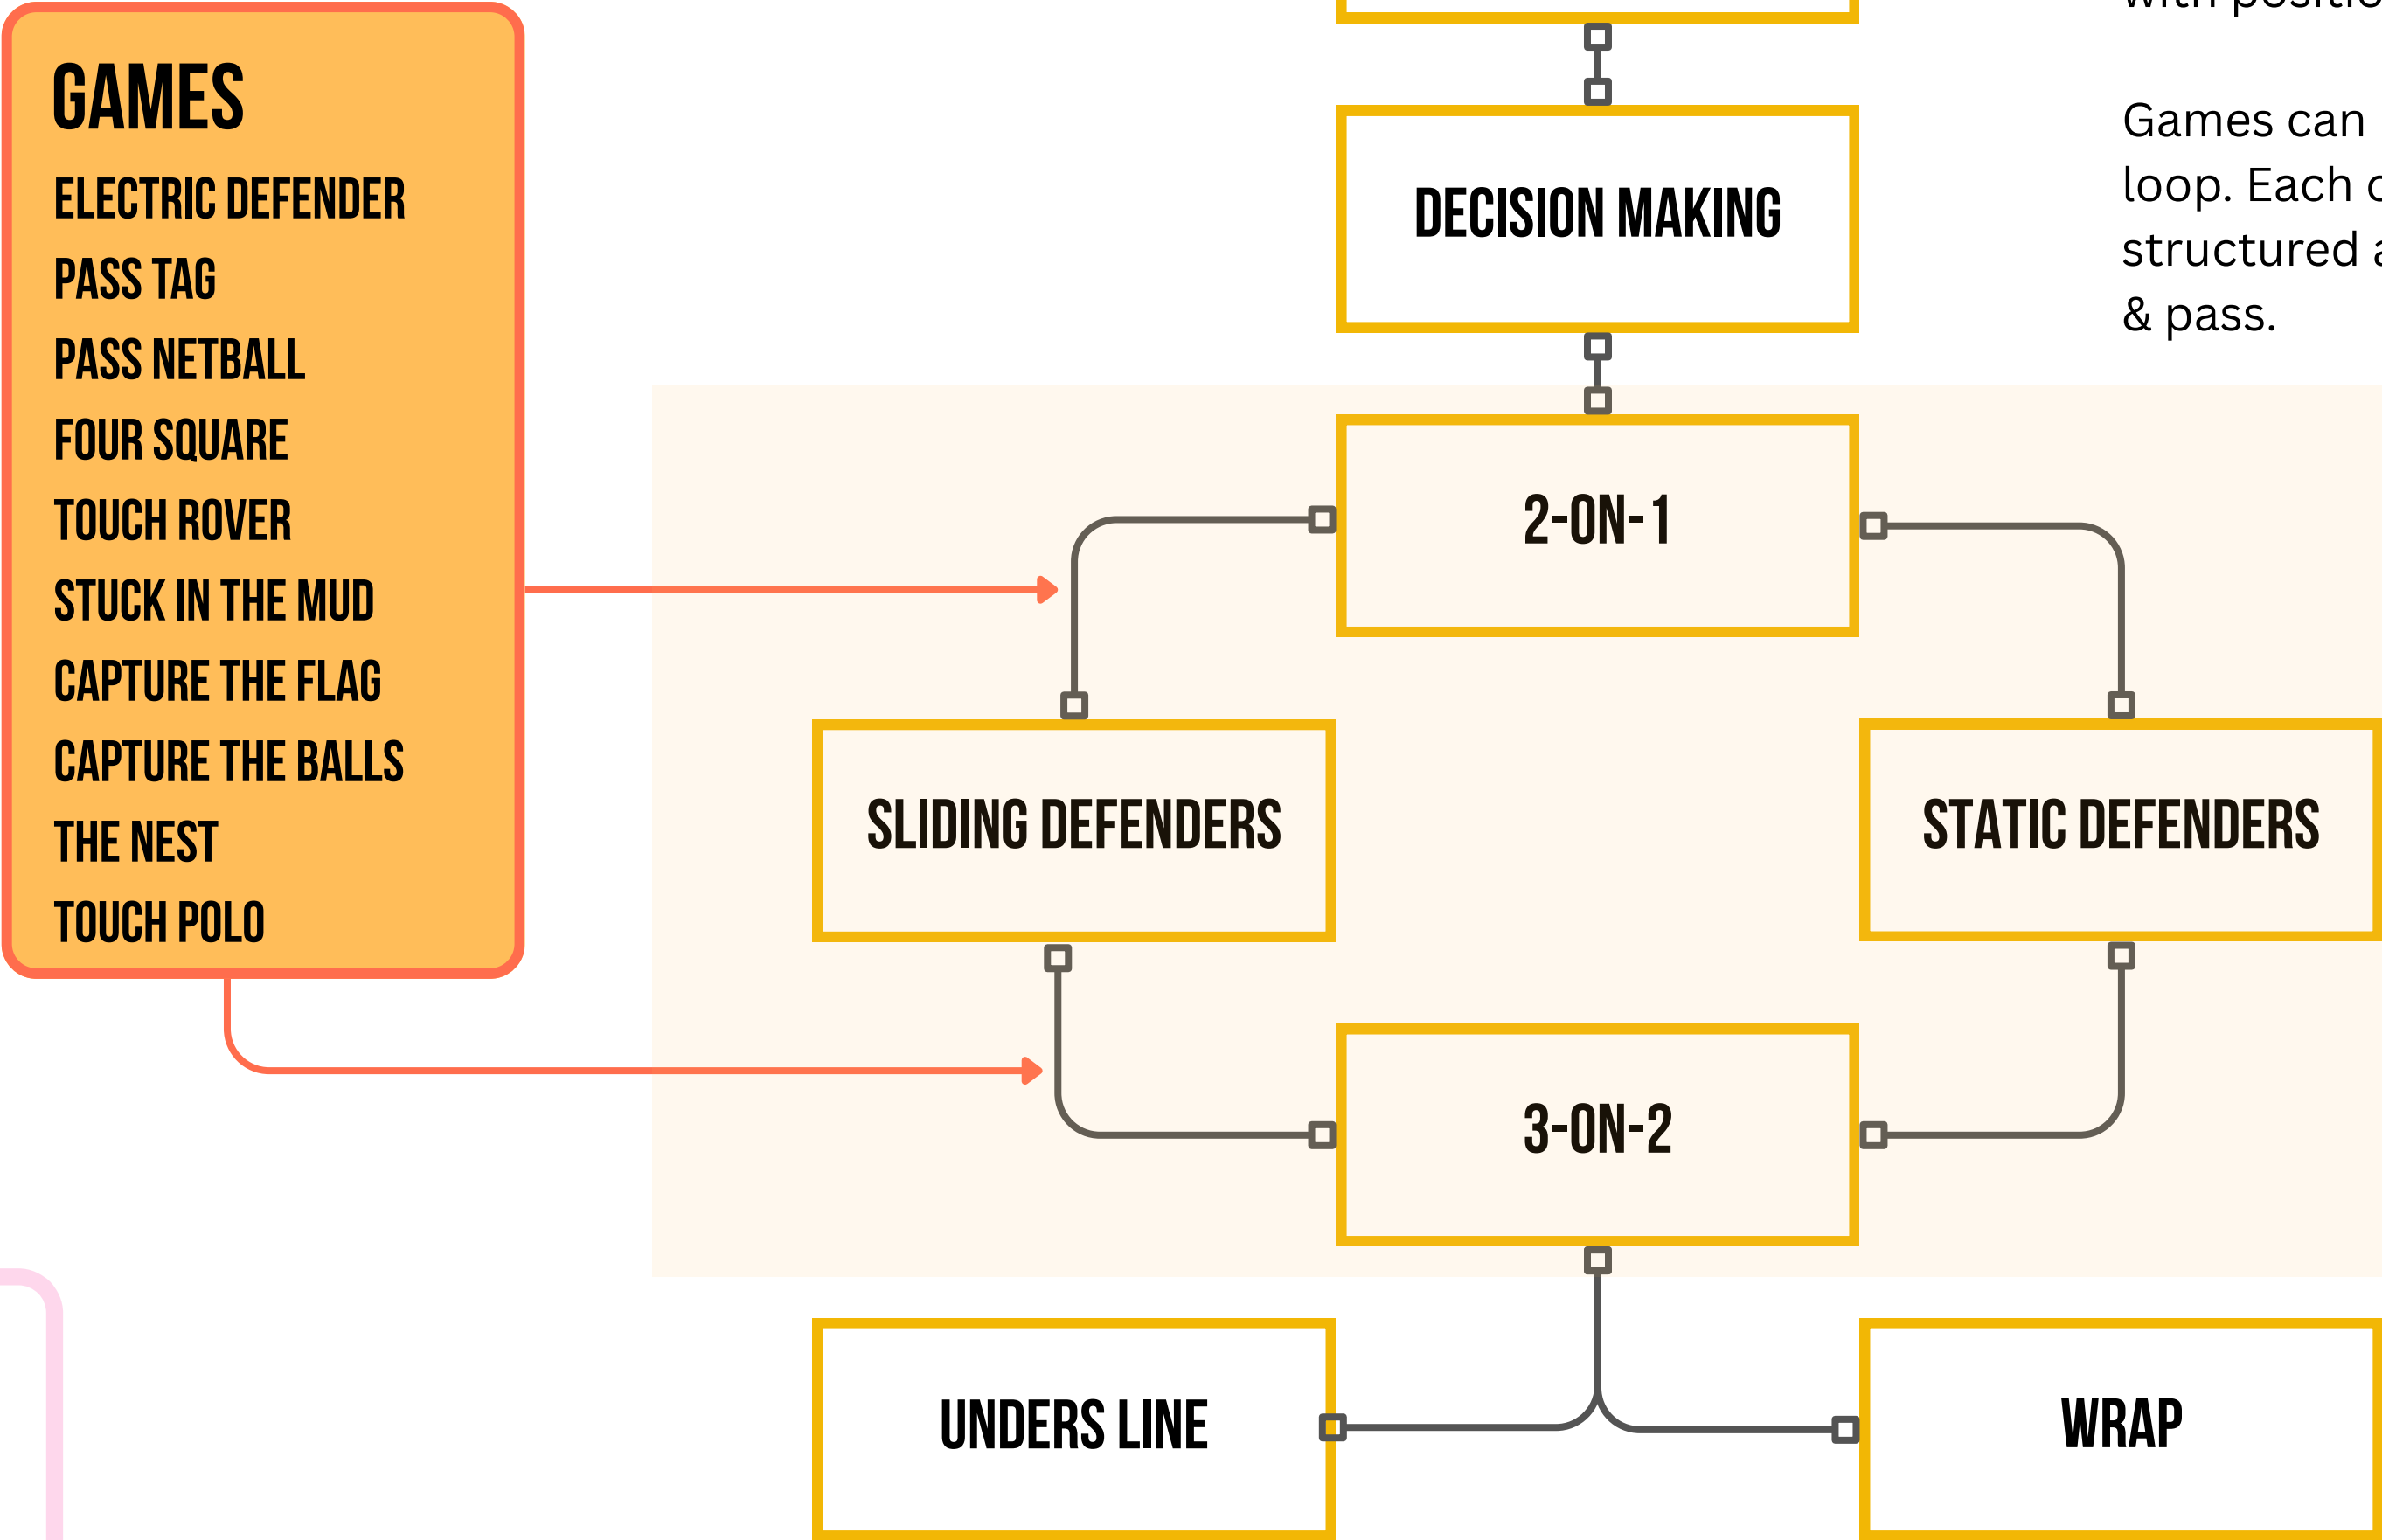 GAMES
ELECTRIC DEFENDER
PASS TAG
PASS NETBALL
FOUR SQUARE
TOUCH ROVER
STUCK IN THE MUD
CAPTURE THE FLAG
CAPTURE THE BALLS
THE NEST
TOUCH POLO
DECISION MAKING
2-ON-1
SLIDING DEFENDERS
STATIC DEFENDERS
3-ON-2
UNDERS LINE
WRAP
with
Games can
loop. Each
structured
& pass.